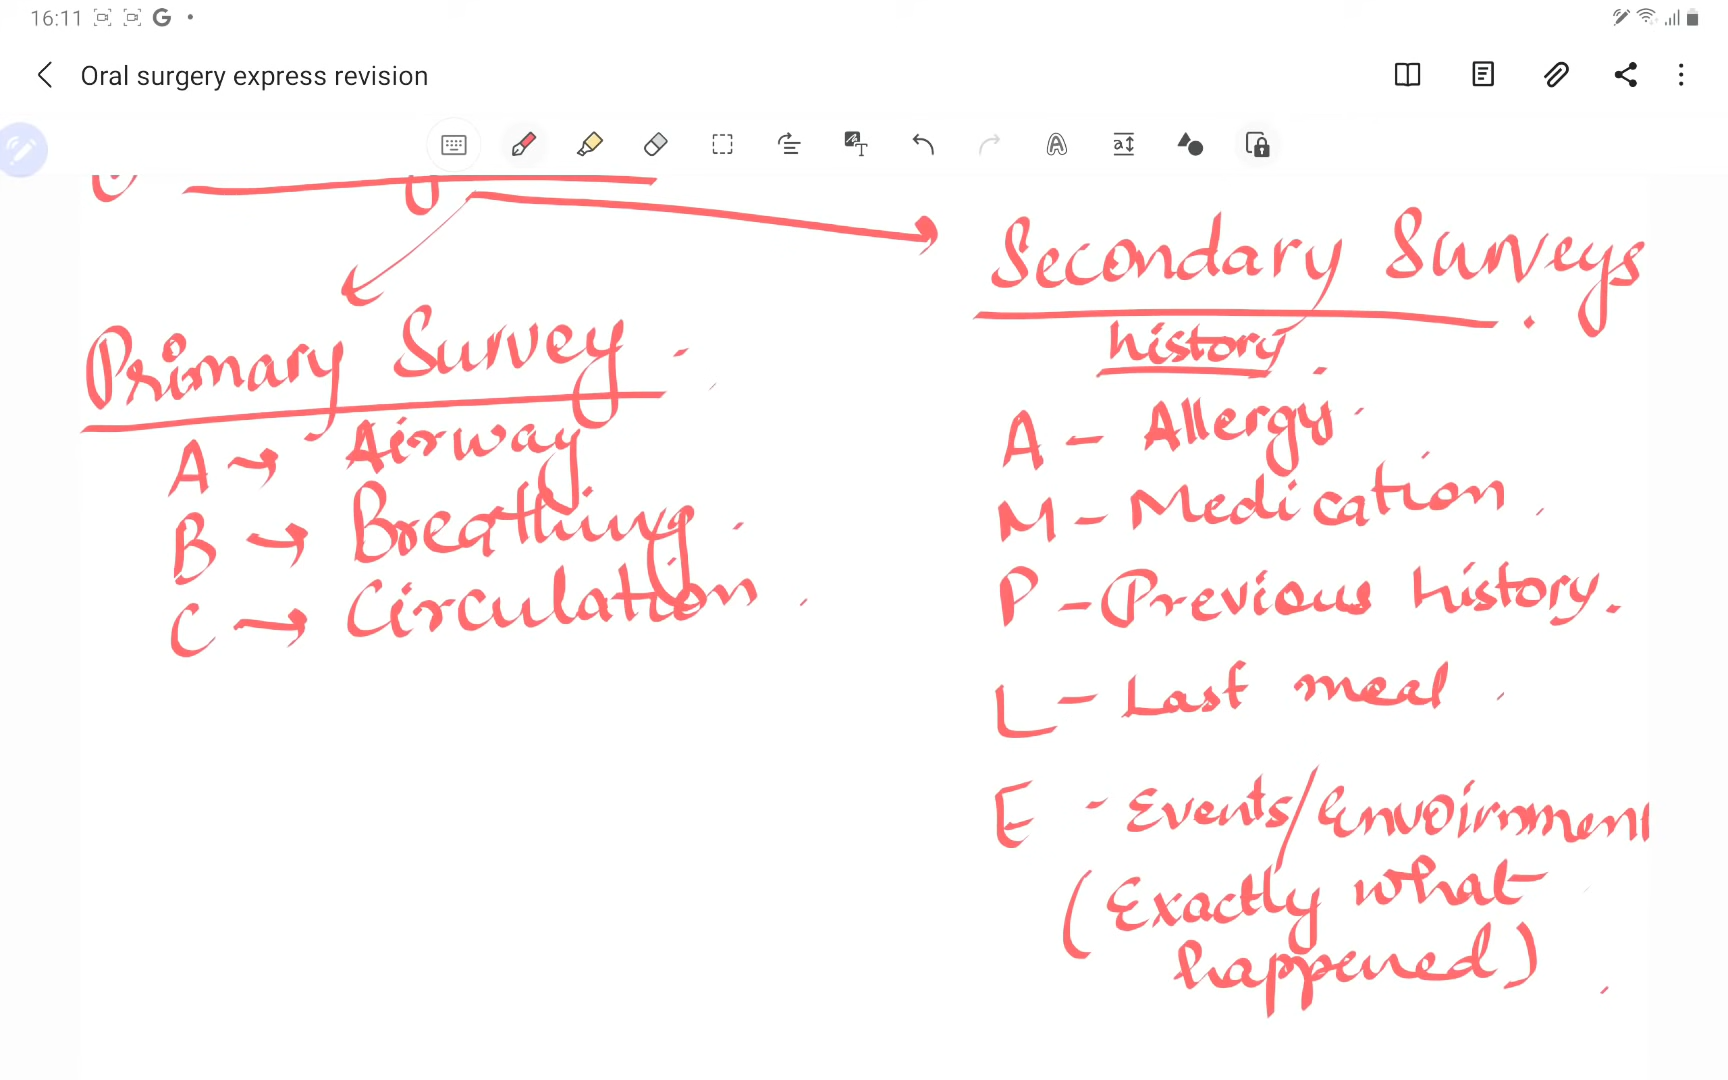 16:11
Oral surgery express revision
Primary Survey.
A → Airway
B → Breathing.
C → Circulation.
Secondary Surveys.
history.
A - Allergy.
M - Medication.
P - Previous history.
L - Last meal.
E - Events/Envoirnment
(Exactly what
happened).